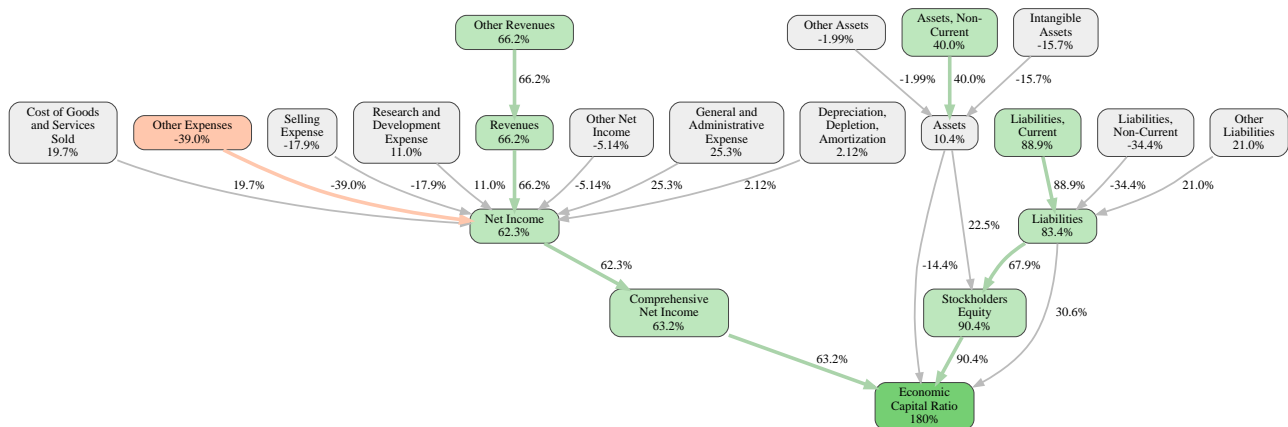 Other Revenues
66.2%
Other Assets
-1.99%
Assets, Non-
Current
40.0%
Intangible
Assets
-15.7%
66.2%
-1.99%
40.0%
-15.7%
Cost of Goods
and Services
Sold
19.7%
Other Expenses
-39.0%
Selling
Expense
-17.9%
Research and
Development
Expense
11.0%
Revenues
66.2%
Other Net
Income
-5.14%
General and
Administrative
Expense
25.3%
Depreciation,
Depletion,
Amortization
2.12%
Assets
10.4%
Liabilities,
Current
88.9%
Liabilities,
Non-Current
-34.4%
Other
Liabilities
21.0%
19.7%
-39.0%
-17.9%
11.0%
66.2%
-5.14%
25.3%
2.12%
88.9%
-34.4%
21.0%
Net Income
62.3%
22.5%
Liabilities
83.4%
62.3%
-14.4%
67.9%
Comprehensive
Net Income
63.2%
Stockholders
Equity
90.4%
30.6%
63.2%
90.4%
Economic
Capital Ratio
180%